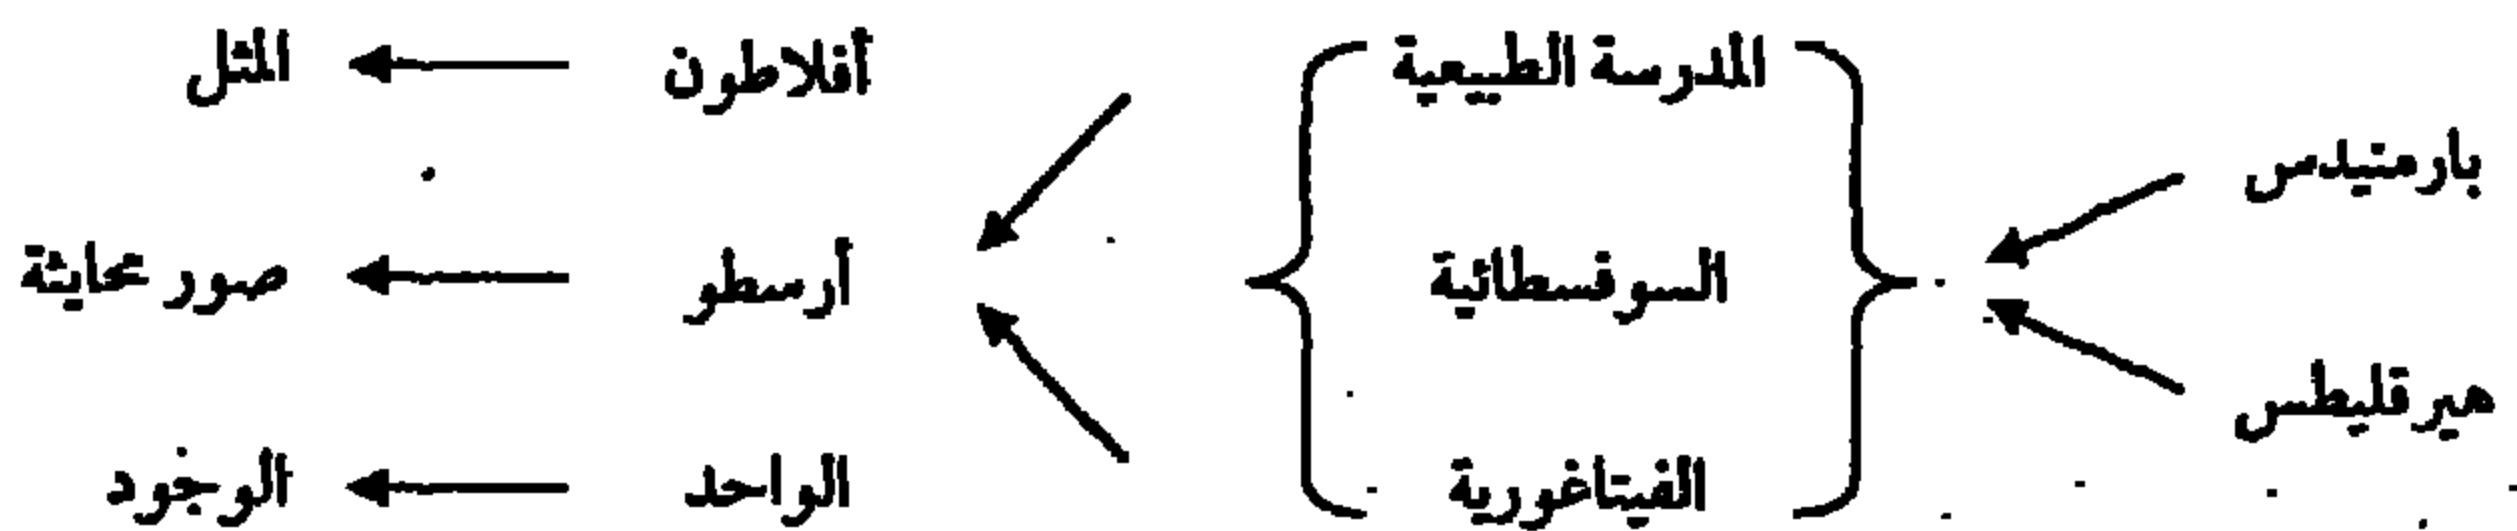 بارمنيدس
هيرقليطس
المدرسة الطبيعية
السوفسطائية
الفيثاغورية
أفلاطون
أرسطو
الواحد
المثل
صور محايثة
الوجود